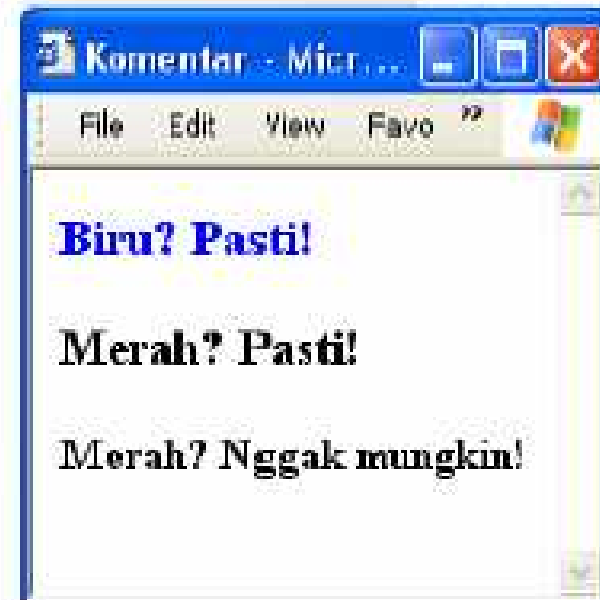 Komentar - Micr...
File Edit View Favo »
Biru? Pasti!
Merah? Pasti!
Merah? Nggak mungkin!